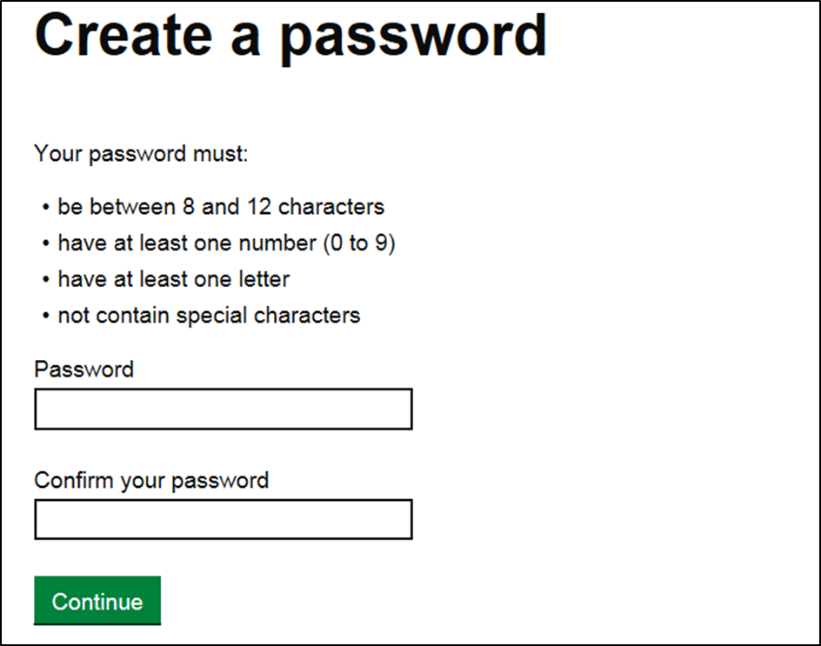 Create a password
Your password must:
• be between 8 and 12 characters
• have at least one number (0 to 9)
• have at least one letter
• not contain special characters
Password
Confirm your password
Continue